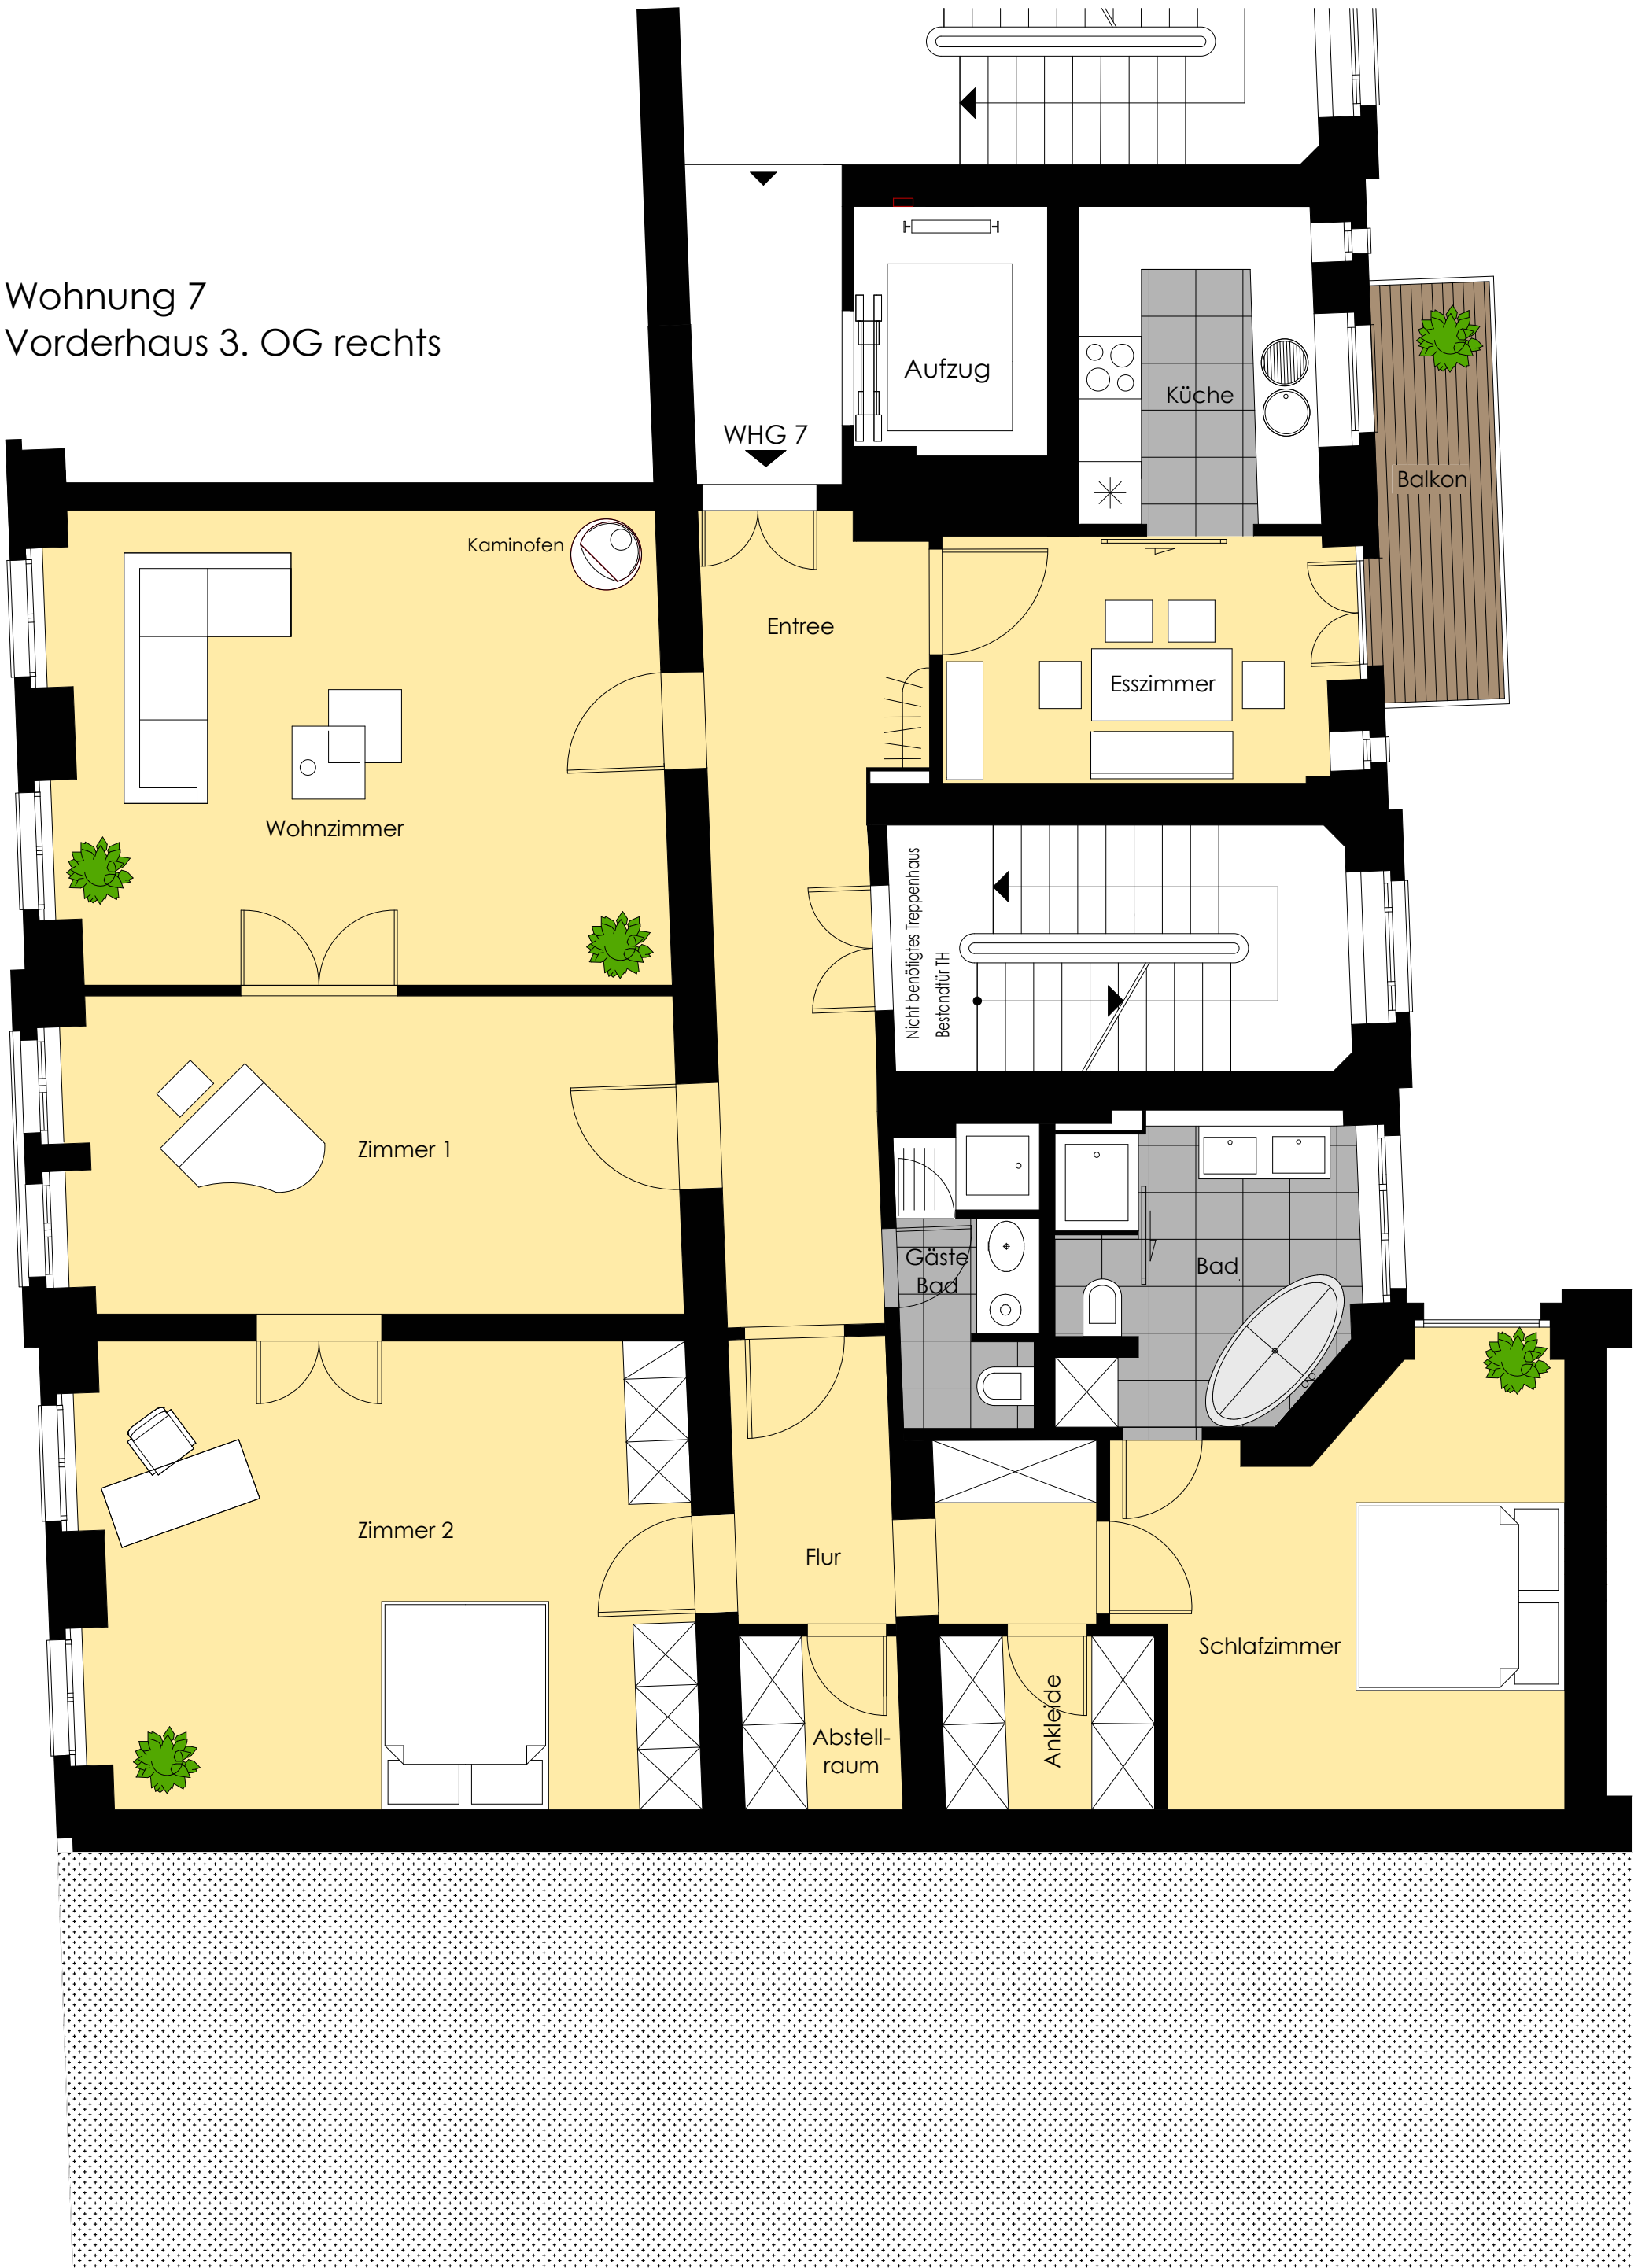 Wohnung 7
Vorderhaus 3. OG rechts
Aufzug
Küche
WHG 7
Balkon
Kaminofen
Entree
Esszimmer
Wohnzimmer
Nicht benötigtes Treppenhaus
Bestandtür TH
Zimmer 1
Gäste
Bad
Bad
Zimmer 2
Flur
Schlafzimmer
Abstell-
raum
Ankleide